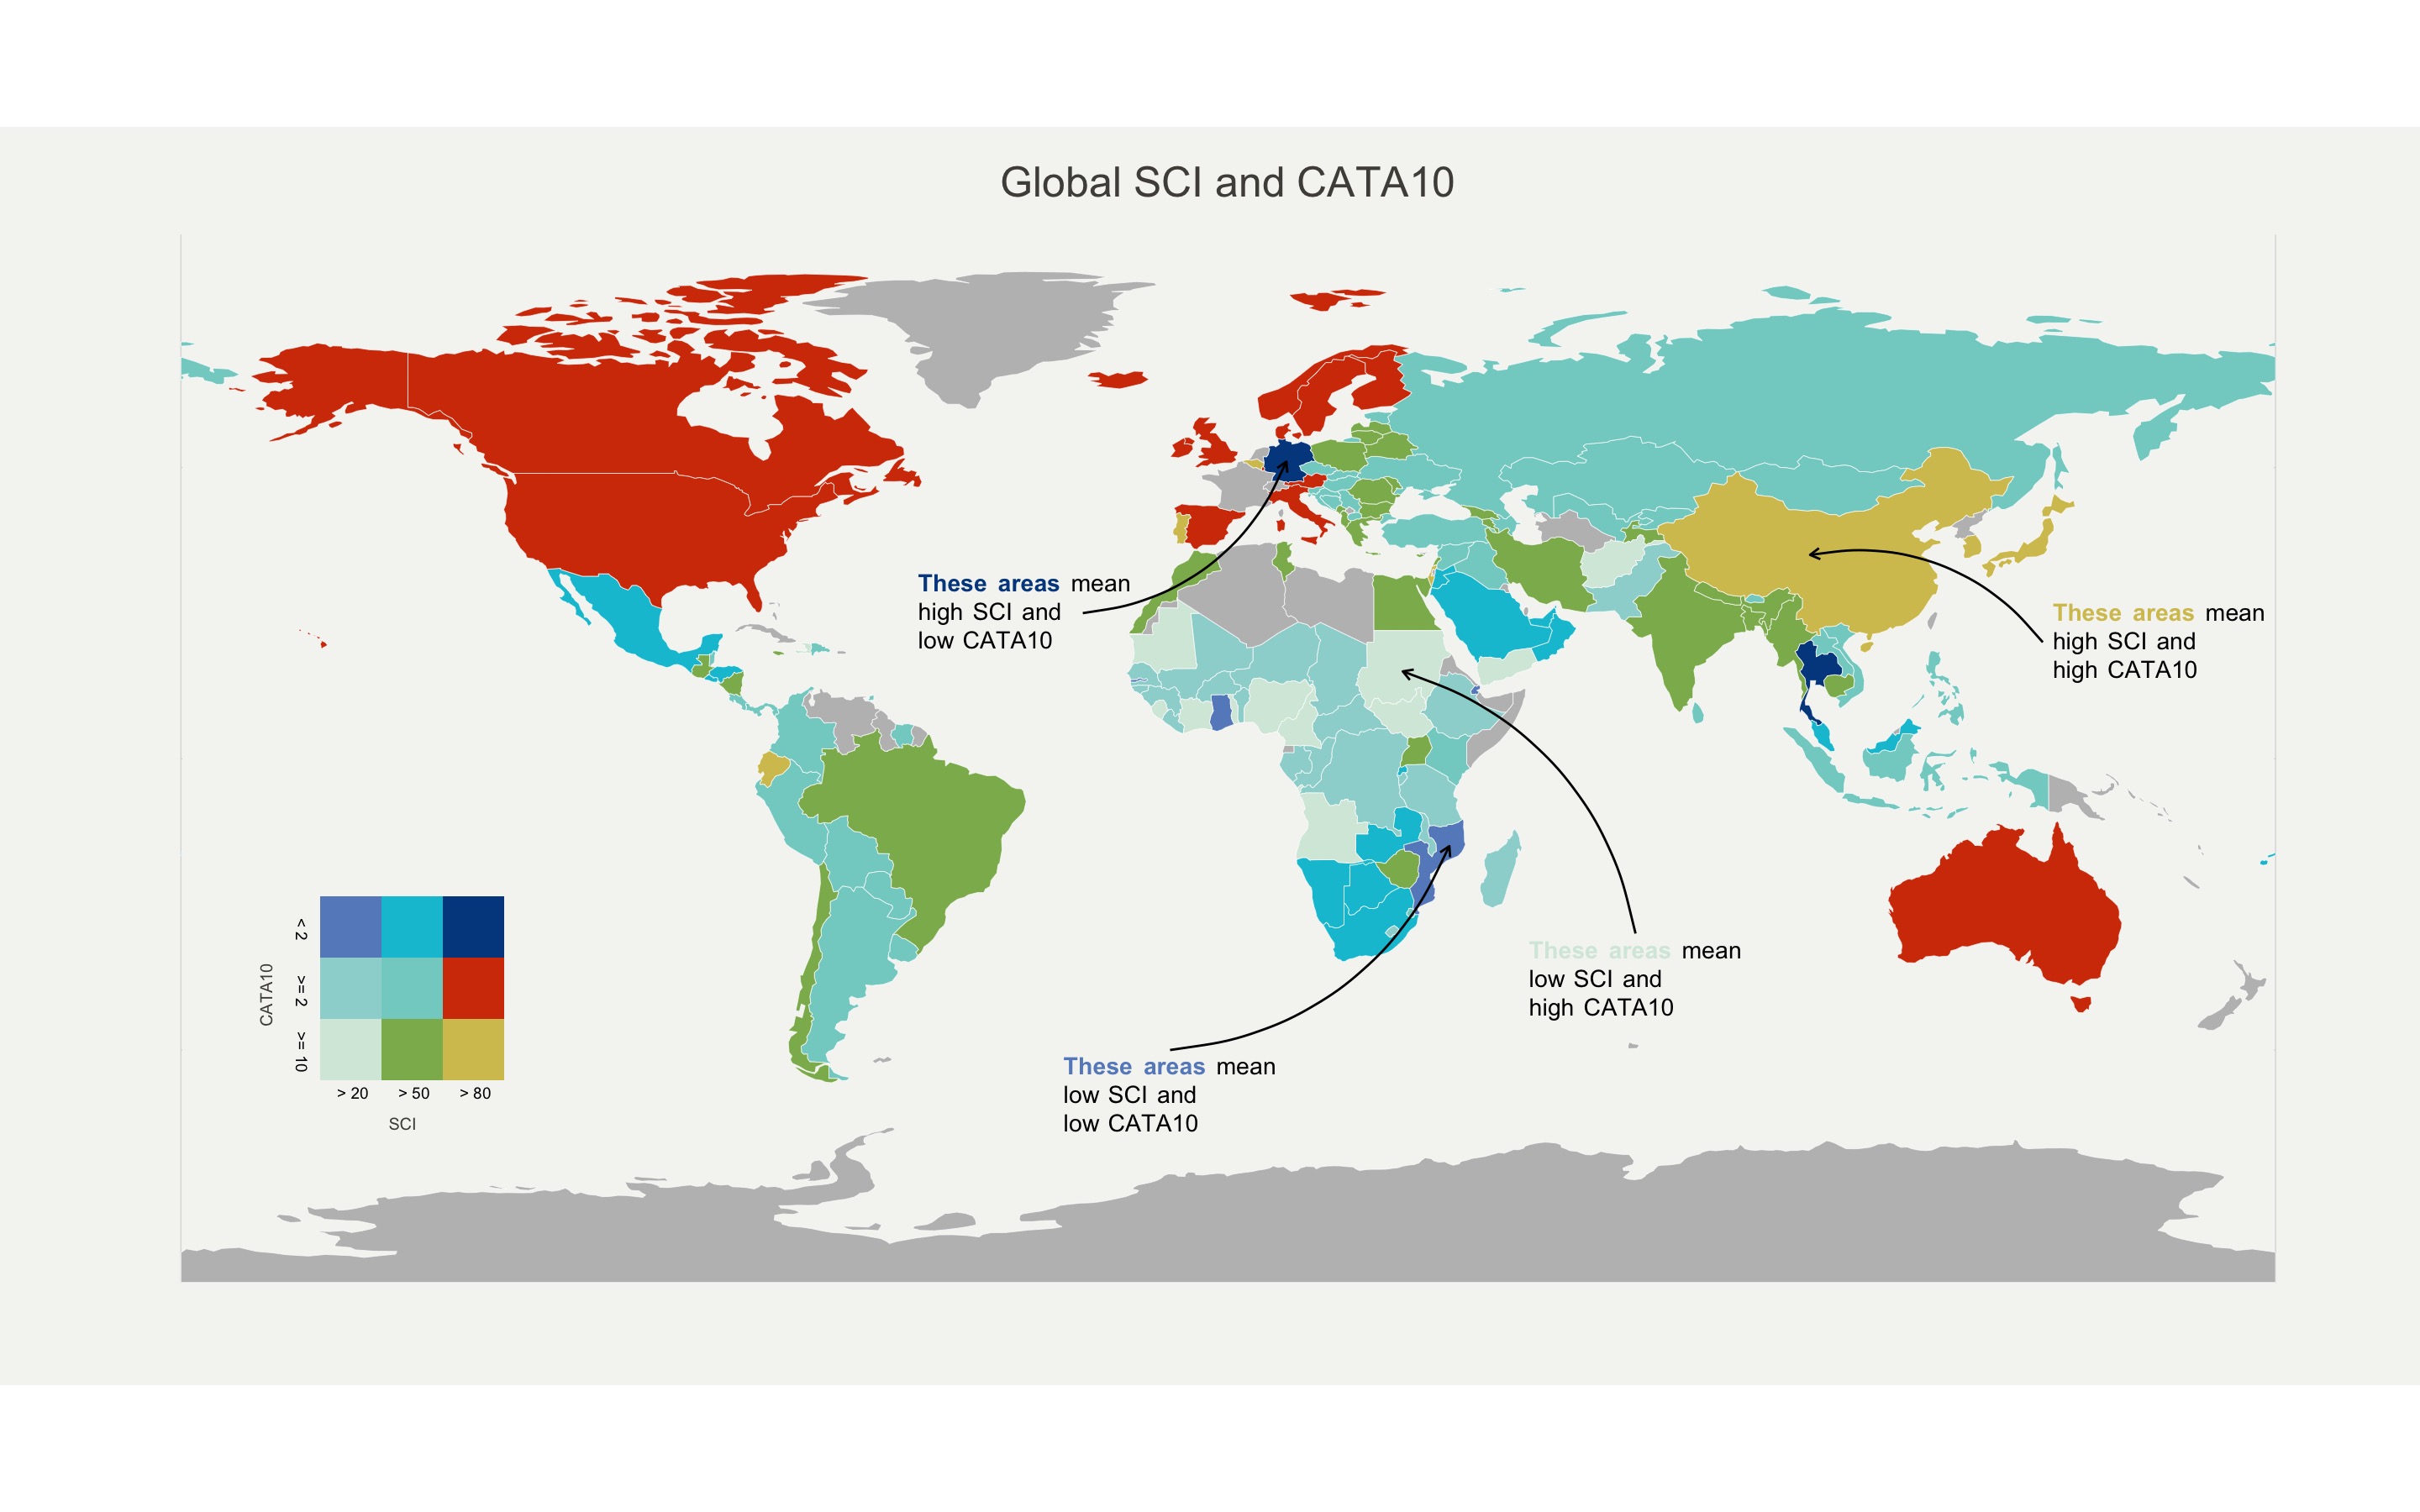 Global SCI and CATA10
These areas mean
high SCI and
low CATA10
These areas mean
high SCI and
high CATA10
These areas mean
low SCI and
high CATA10
These areas mean
low SCI and
low CATA10
CATA10
< 2
>= 2
>= 10
> 20 > 50 > 80
SCI